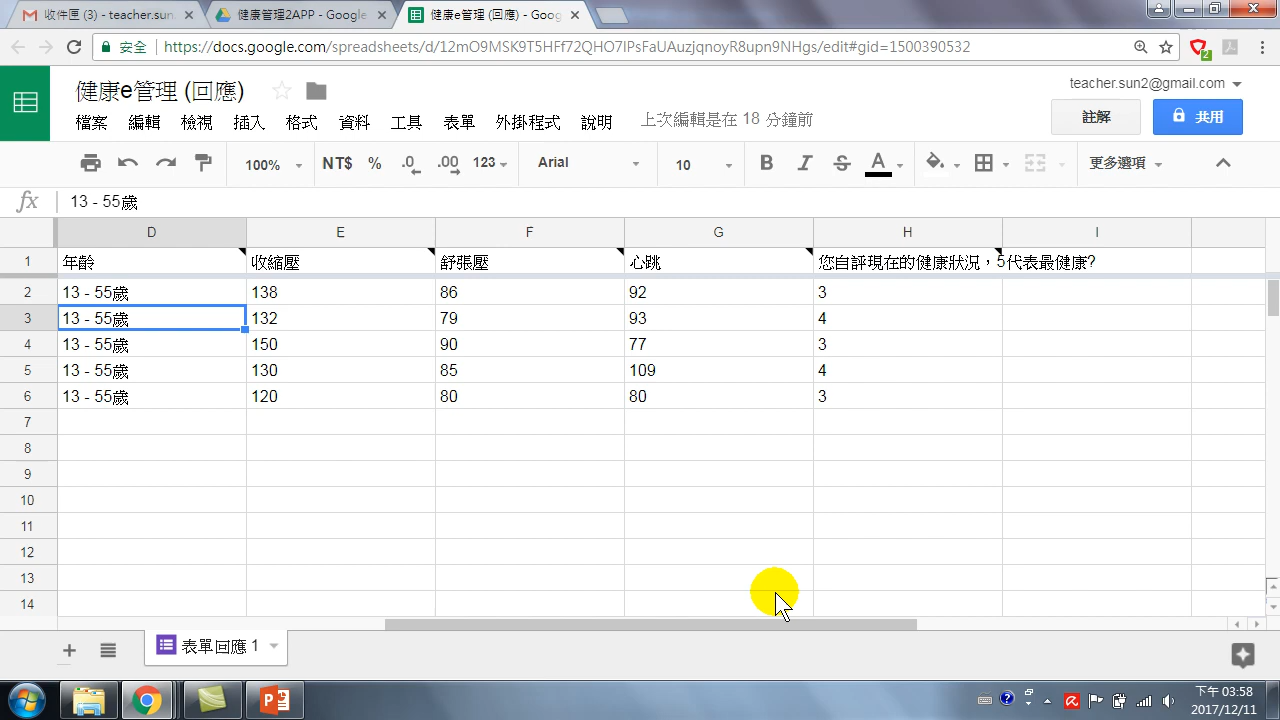 收件匣 (3) - teacher.sun
健康管理2APP - Google
健康e管理 (回應) - Goog
安全
健康e管理 (回應)
teacher.sun2@gmail.com
檔案 編輯 檢視 插入 格式 資料 工具 表單 外掛程式 說明 上次編輯是在 18 分鐘前
註解 共用
100% NT$ % .0 .00 123 Arial 10 B I S A 更多選項
fx 13 - 55歲
D E F G H I
1 年齡 收縮壓 舒張壓 心跳 您自評現在的健康狀況，5代表最健康?
2 13 - 55歲 138 86 92 3
3 13 - 55歲 132 79 93 4
4 13 - 55歲 150 90 77 3
5 13 - 55歲 130 85 109 4
6 13 - 55歲 120 80 80 3
7
8
9
10
11
12
13
14
表單回應 1
下午 03:58
2017/12/11